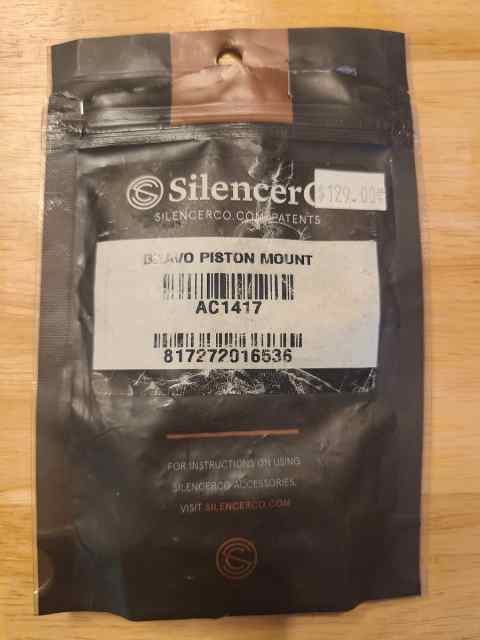 SilencerC
$129.00
SILENCERCO.COM/PATENTS
BRAVO PISTON MOUNT
AC1417
817272016536
FOR INSTRUCTIONS ON USING
SILENCERCO ACCESSORIES,
VISIT SILENCERCO.COM